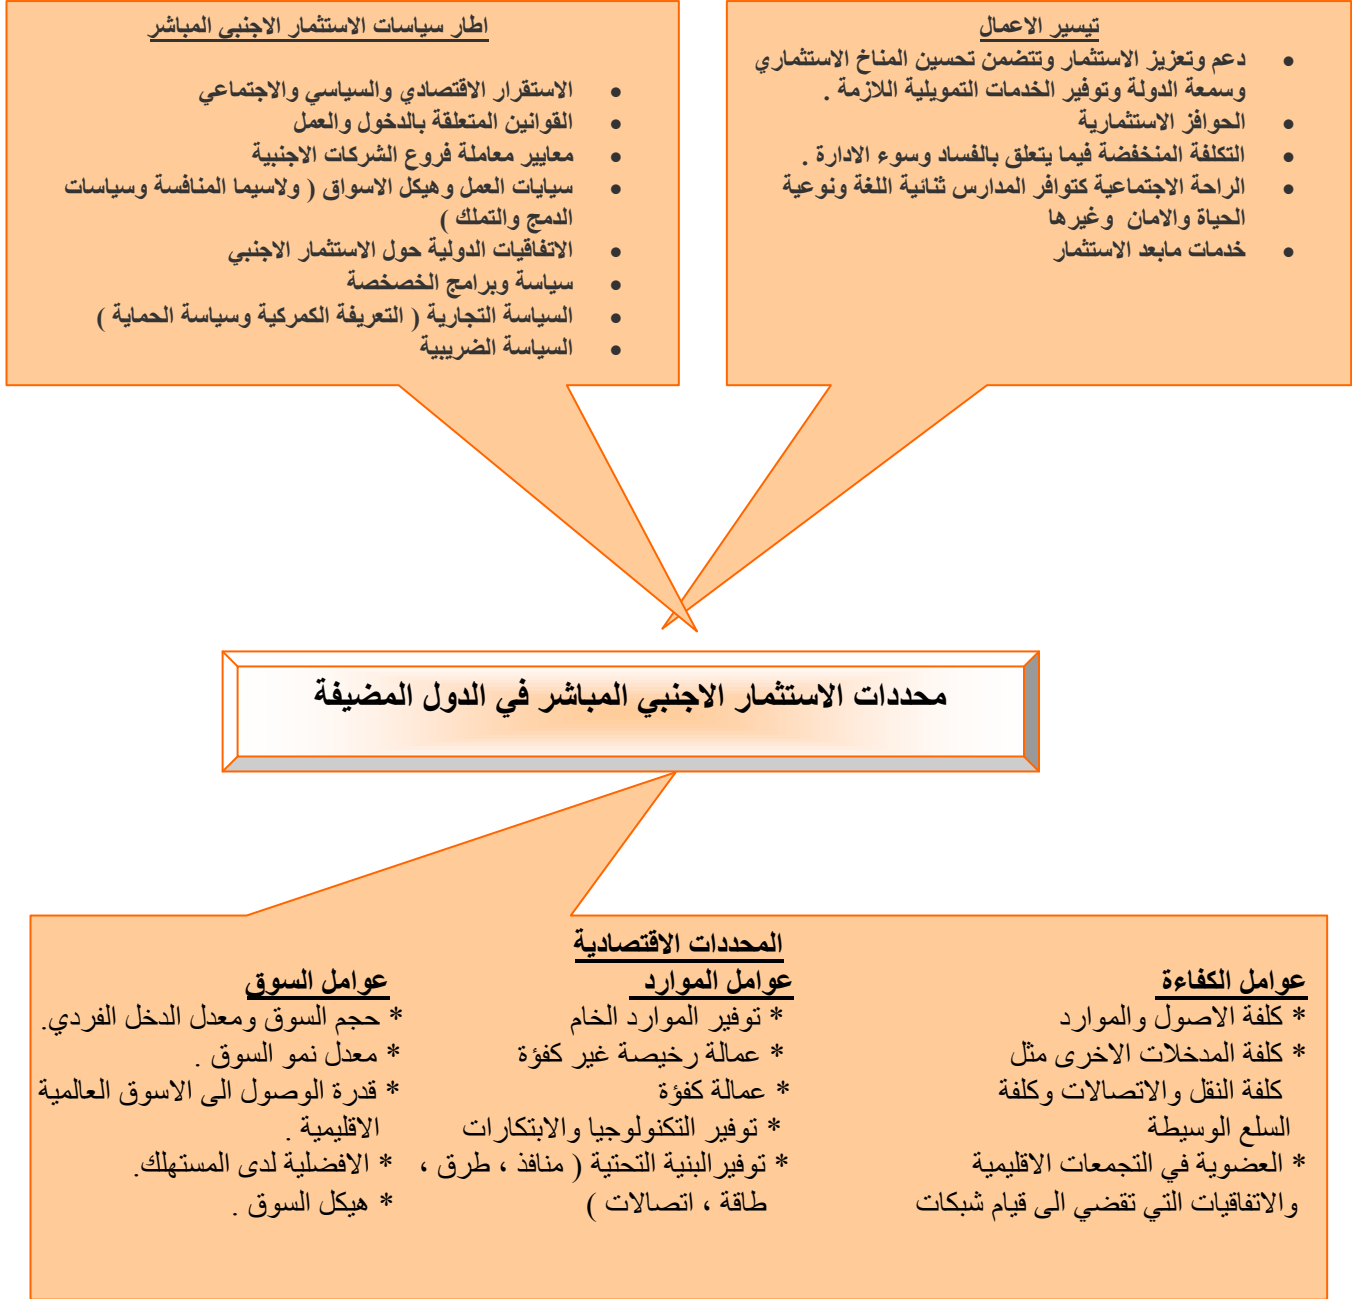 تيسير الاعمال
دعم وتعزيز الاستثمار وتتضمن تحسين المناخ الاستثماري
وسمعة الدولة وتوفير الخدمات التمويلية اللازمة .
الحوافز الاستثمارية
التكلفة المنخفضة فيما يتعلق بالفساد وسوء الادارة .
الراحة الاجتماعية كتوافر المدارس ثنائية اللغة ونوعية
الحياة والامان وغيرها
خدمات مابعد الاستثمار
اطار سياسات الاستثمار الاجنبي المباشر
الاستقرار الاقتصادي والسياسي والاجتماعي
القوانين المتعلقة بالدخول والعمل
معايير معاملة فروع الشركات الاجنبية
سيايات العمل وهيكل الاسواق ( ولاسيما المنافسة وسياسات
الدمج والتملك )
الاتفاقيات الدولية حول الاستثمار الاجنبي
سياسة وبرامج الخصخصة
السياسة التجارية ( التعريفة الكمركية وسياسة الحماية )
السياسة الضريبية
محددات الاستثمار الاجنبي المباشر في الدول المضيفة
المحددات الاقتصادية
عوامل الكفاءة
* كلفة الاصول والموارد
* كلفة المدخلات الاخرى مثل
كلفة النقل والاتصالات وكلفة
السلع الوسيطة
* العضوية في التجمعات الاقليمية
والاتفاقيات التي تقضي الى قيام شبكات
عوامل الموارد
* توفير الموارد الخام
* عمالة رخيصة غير كفؤة
* عمالة كفؤة
* توفير التكنولوجيا والابتكارات
* توفيرالبنية التحتية ( منافذ ، طرق ،
طاقة ، اتصالات )
عوامل السوق
* حجم السوق ومعدل الدخل الفردي.
* معدل نمو السوق .
* قدرة الوصول الى الاسوق العالمية
الاقليمية .
* الافضلية لدى المستهلك.
* هيكل السوق .